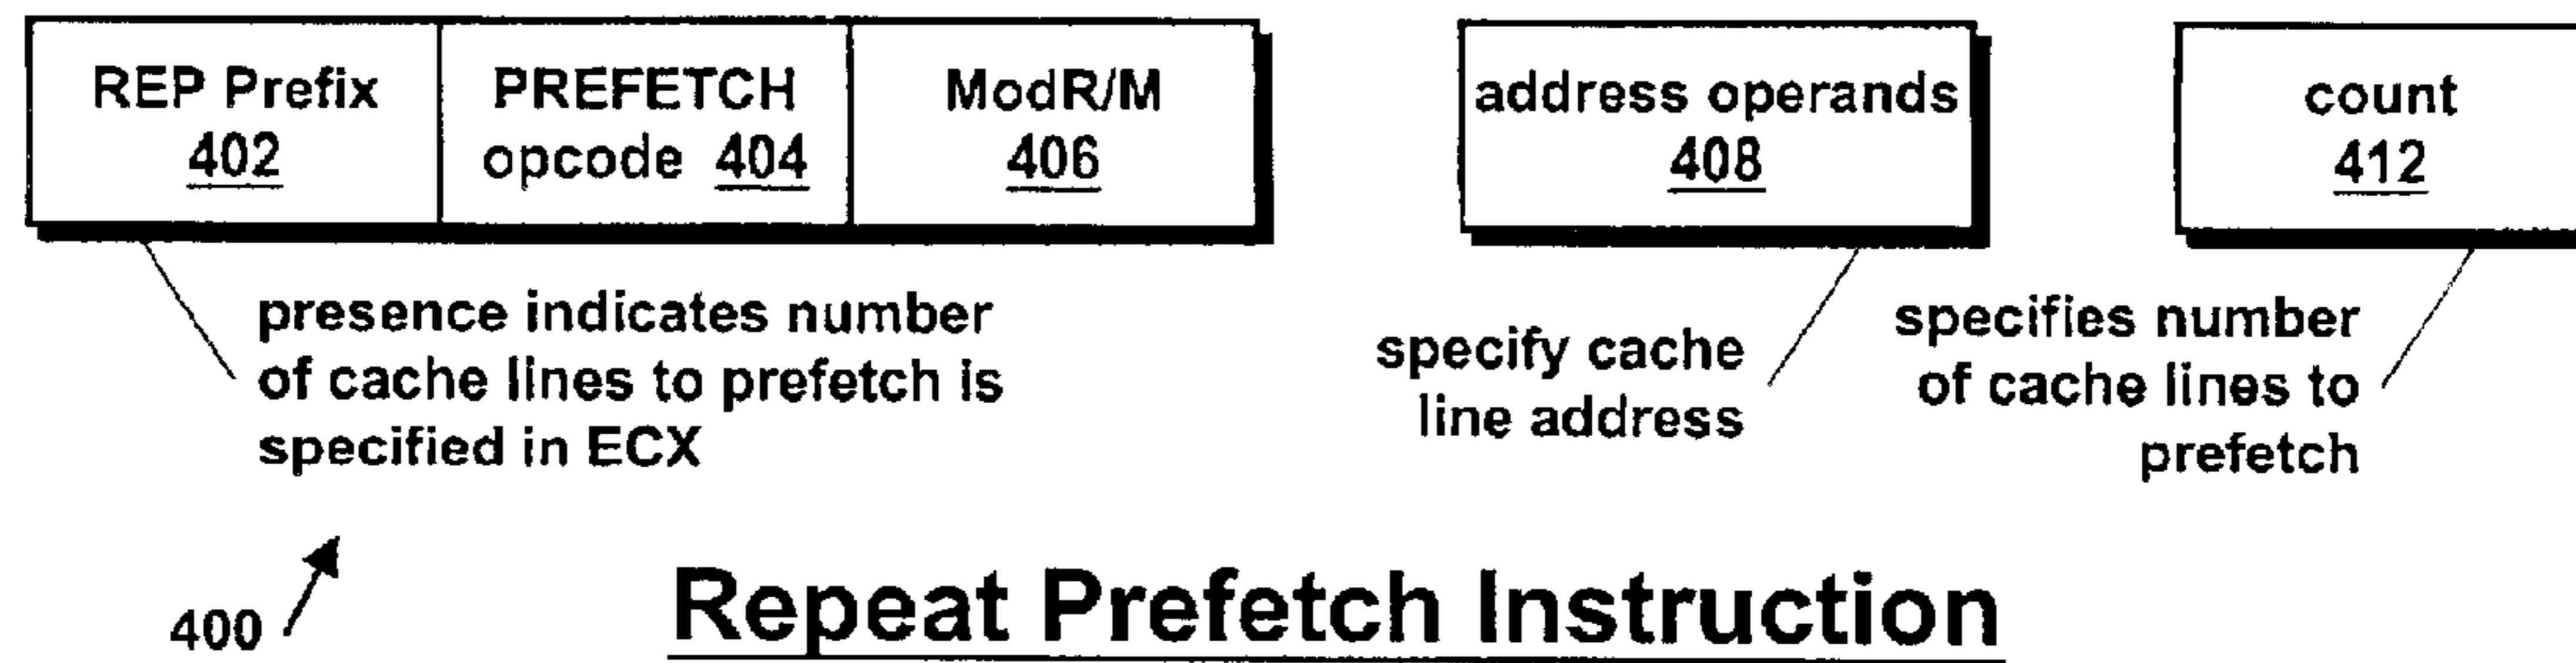 REP Prefix
402
PREFETCH
opcode 404
ModR/M
406
address operands
408
count
412
presence indicates number
of cache lines to prefetch is
specified in ECX
specify cache
line address
specifies number
of cache lines to
prefetch
400
Repeat Prefetch Instruction